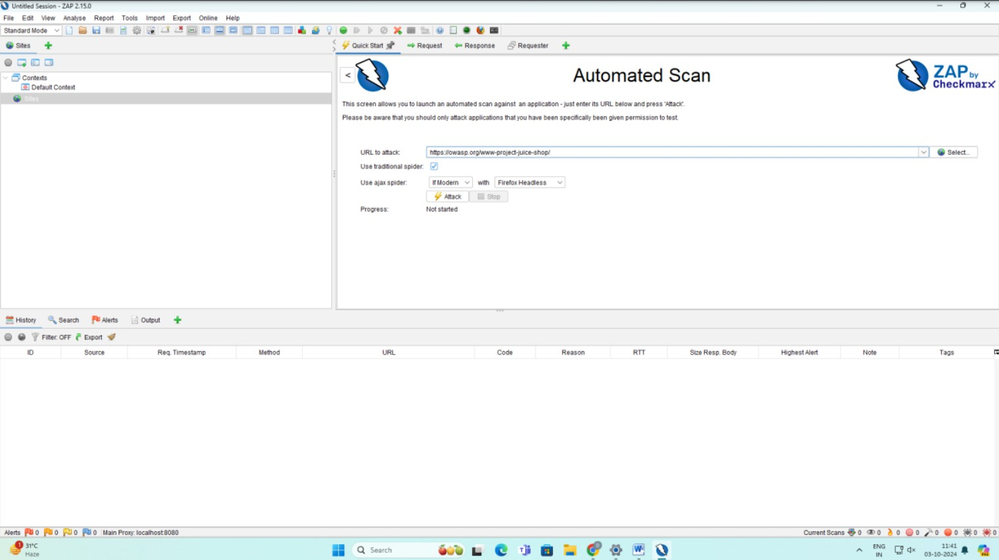 Untitled Session - ZAP 2.15.0
File Edit View Analyse Report Tools Import Export Online Help
Standard Mode
Sites
Quick Start Request Response Requester
Contexts
Default Context
Sites
<
Automated Scan
ZAP by
Checkmarx
This screen allows you to launch an automated scan against an application - just enter its URL below and press 'Attack'.
Please be aware that you should only attack applications that you have been specifically been given permission to test.
URL to attack: https://owasp.org/www-project-juice-shop/ Select...
Use traditional spider:
Use ajax spider: If Modern with Firefox Headless
Attack Stop
Progress: Not started
History Search Alerts Output
Filter: OFF Export
ID Source Req. Timestamp Method URL Code Reason RTT Size Resp. Body Highest Alert Note Tags
Alerts 0 0 0 0 Main Proxy: localhost:8080 Current Scans 0 0 0 0 0 0 0 0
1 31°C
Haze
Search
ENG
IN
11:41
03-10-2024